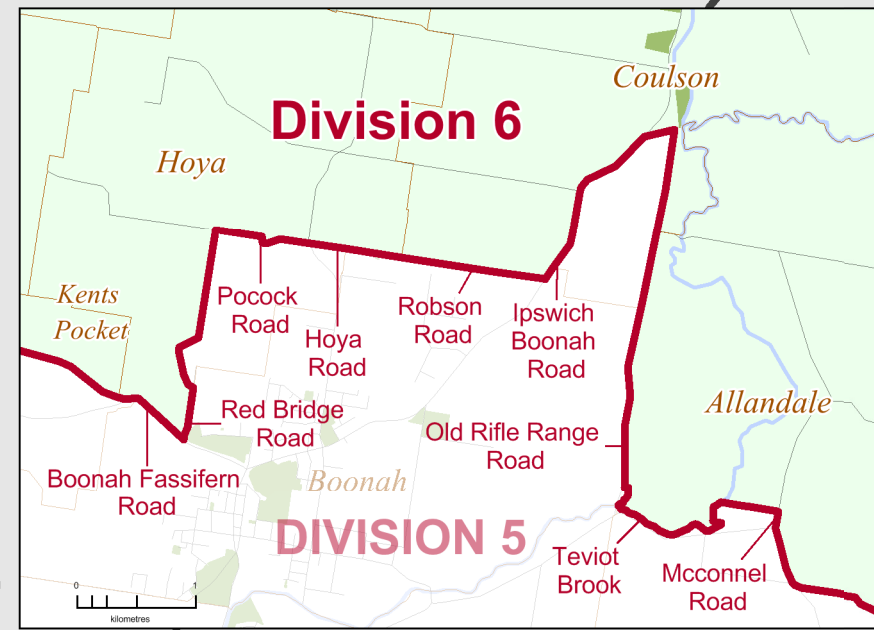 Coulson
Division 6
Hoya
Kents
Pocket
Pocock
Road
Hoya
Road
Robson
Road
Ipswich
Boonah
Road
Allandale
Red Bridge
Road
Old Rifle Range
Road
Boonah Fassifern
Road
Boonah
DIVISION 5
Teviot
Brook
Mcconnel
Road
0
1
kilometres